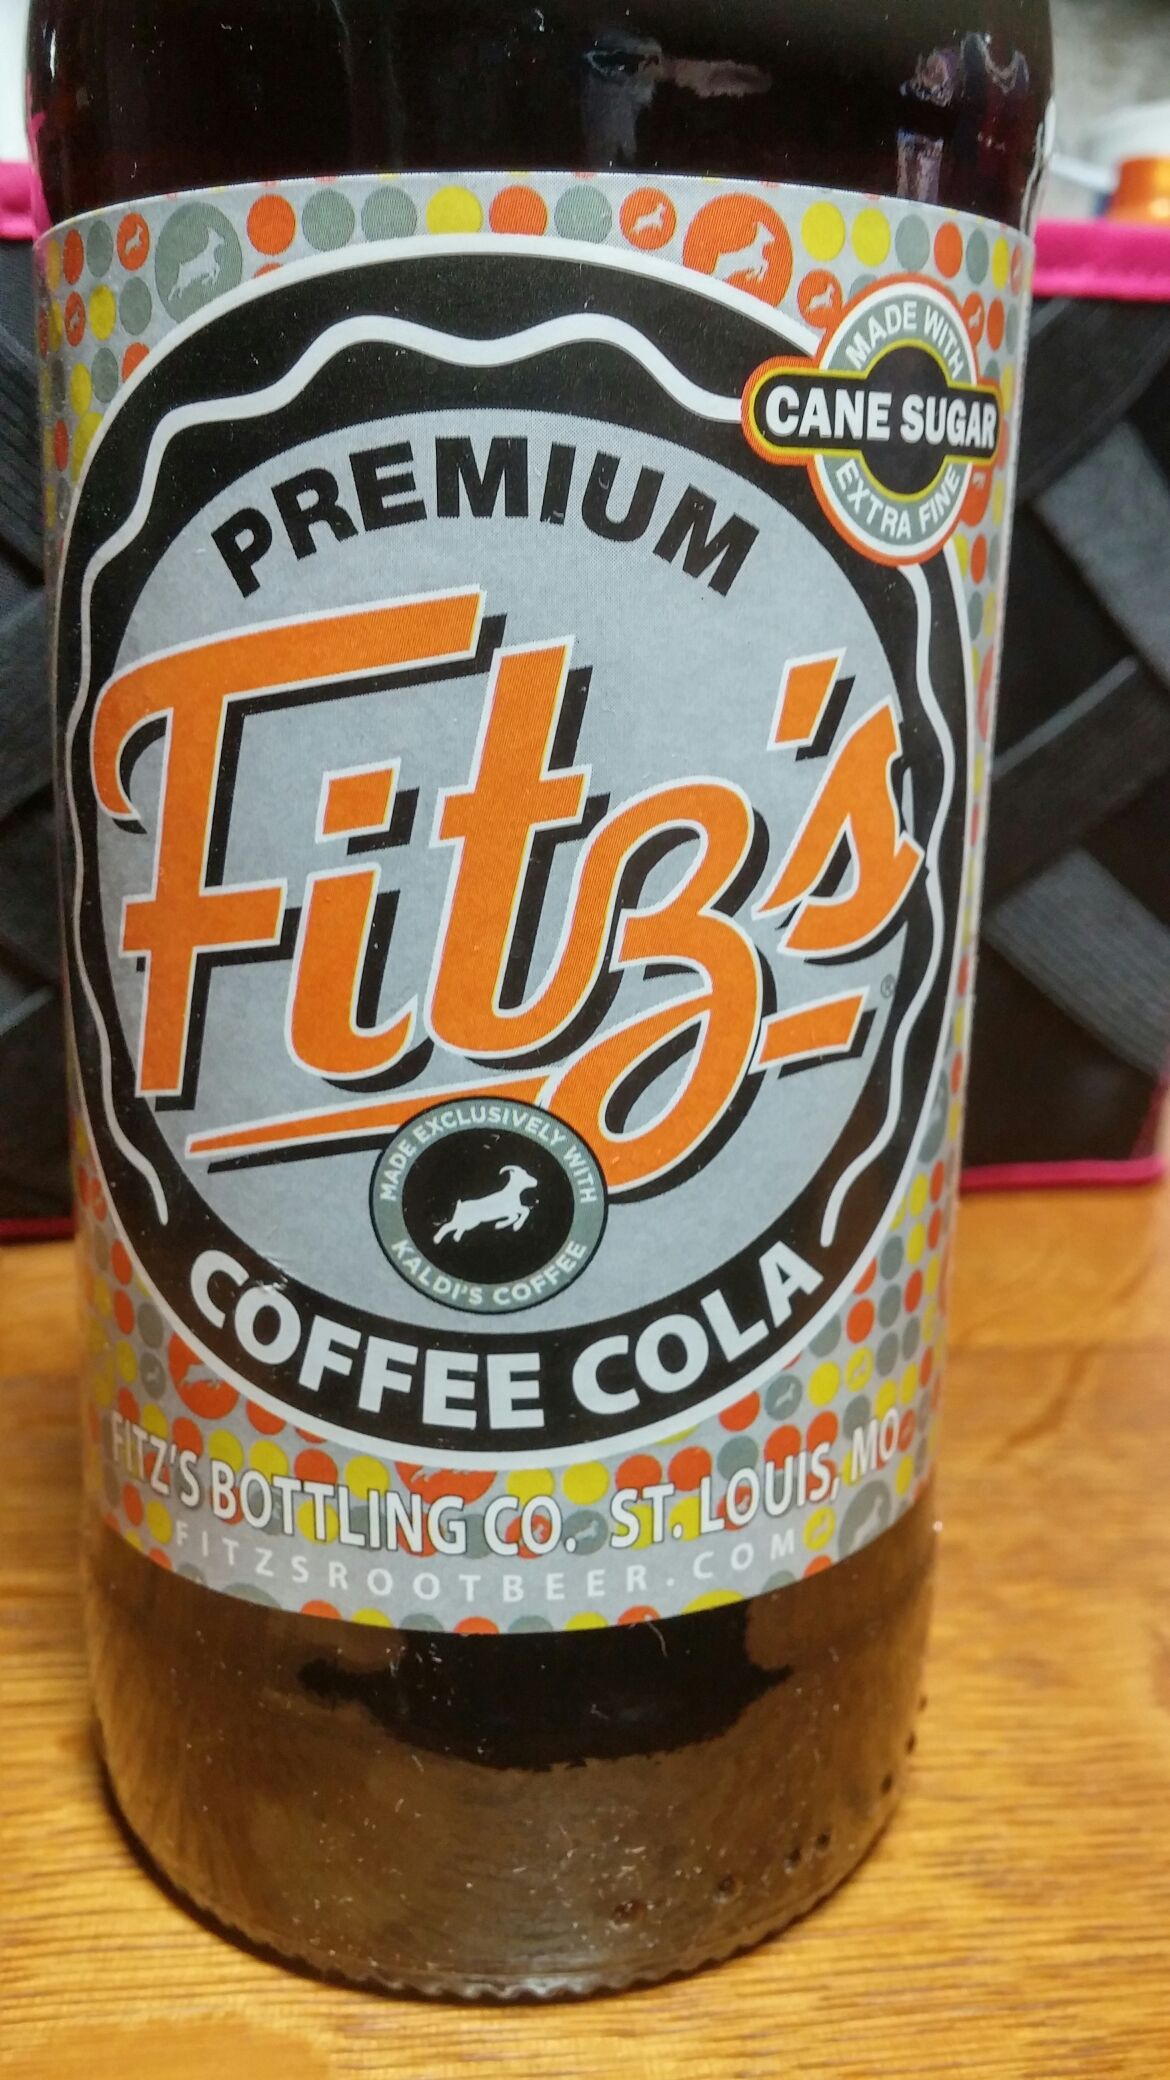 MADE WITH
CANE SUGAR
EXTRA FINE
PREMIUM
Fitz's
®
MADE EXCLUSIVELY WITH
KALDI'S COFFEE
COFFEE COLA
FITZ'S BOTTLING CO. ST. LOUIS, MO
FITZSROOTBEER.COM